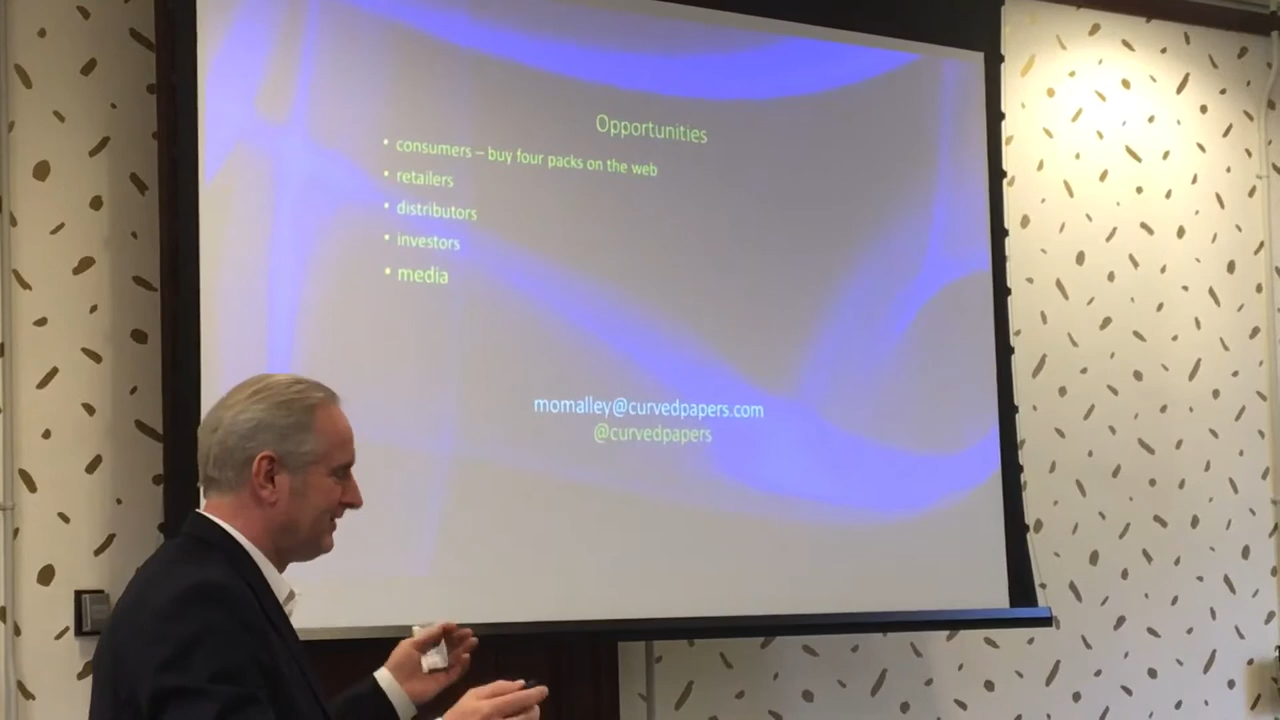 Opportunities
• consumers – buy four packs on the web
• retailers
• distributors
• investors
• media
momalley@curvedpapers.com
@curvedpapers